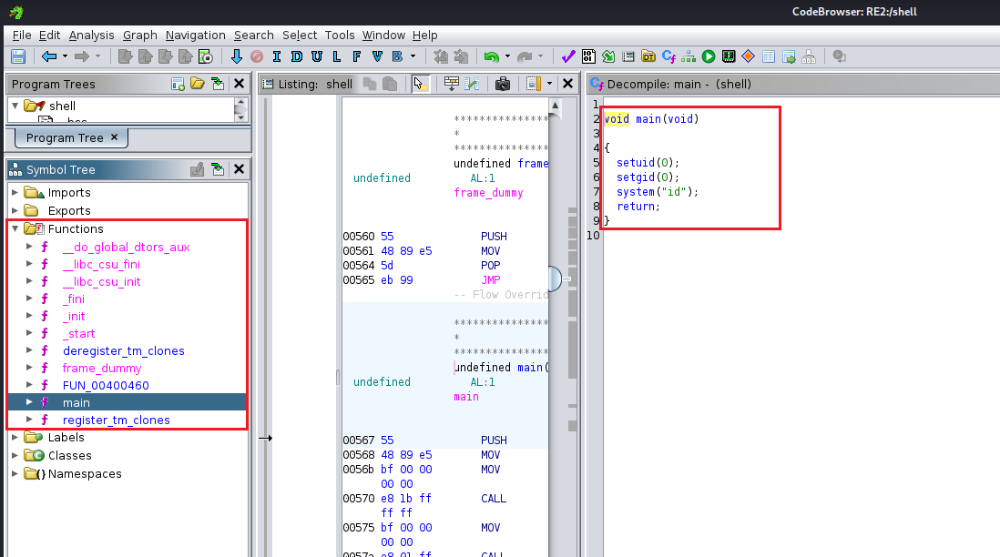 CodeBrowser: RE2:/shell
File Edit Analysis Graph Navigation Search Select Tools Window Help
I D U L F V B
Program Trees
shell
.bss
Program Tree ×
Symbol Tree
Imports
Exports
Functions
f __do_global_dtors_aux
f __libc_csu_fini
f __libc_csu_init
f _fini
f _init
f _start
f deregister_tm_clones
f frame_dummy
f FUN_00400460
f main
f register_tm_clones
Labels
Classes
Namespaces
Listing: shell
****************
*
****************
undefined frame
undefined AL:1
frame_dummy
00560 55 PUSH
00561 48 89 e5 MOV
00564 5d POP
00565 eb 99 JMP
-- Flow Overrid
****************
*
****************
undefined main(
undefined AL:1
main
00567 55 PUSH
00568 48 89 e5 MOV
0056b bf 00 00 MOV
00 00
00570 e8 1b ff CALL
ff ff
00575 bf 00 00 MOV
00 00
0057a e8 01 ff CALL
Decompile: main - (shell)
1
2 void main(void)
3
4 {
5 setuid(0);
6 setgid(0);
7 system("id");
8 return;
9 }
10